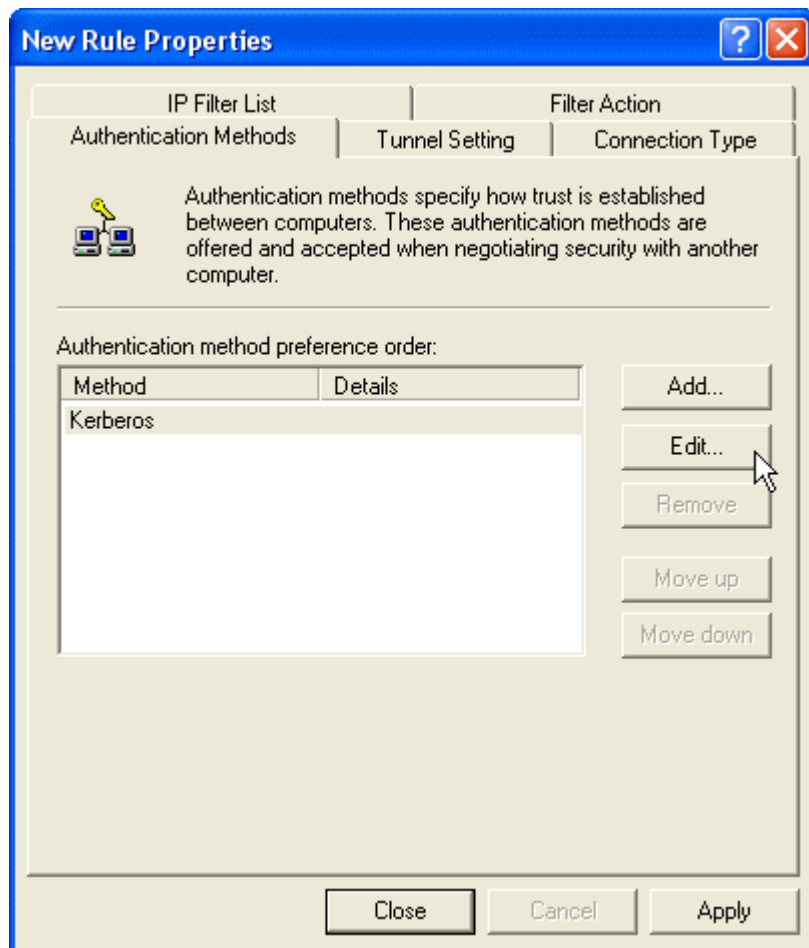 New Rule Properties
IP Filter List
Filter Action
Authentication Methods
Tunnel Setting
Connection Type
Authentication methods specify how trust is established
between computers. These authentication methods are
offered and accepted when negotiating security with another
computer.
Authentication method preference order:
Method
Details
Kerberos
Add...
Edit...
Remove
Move up
Move down
Close
Cancel
Apply